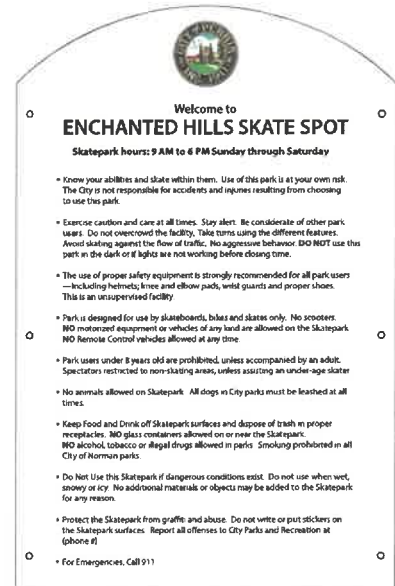 Welcome to
ENCHANTED HILLS SKATE SPOT
Skatepark hours: 9 AM to 6 PM Sunday through Saturday
• Know your abilities and skate within them. Use of this park is at your own risk.
The City is not responsible for accidents and injuries resulting from choosing
to use this park.
• Exercise caution and care at all times. Stay alert. Be considerate of other park
users. Do not overcrowd the facility, Take turns using the different features.
Avoid skating against the flow of traffic, No aggressive behavior. DO NOT use this
park in the dark or if lights are not working before closing time.
• The use of proper safety equipment is strongly recommended for all park users
—including helmets; knee and elbow pads, wrist guards and proper shoes.
This is an unsupervised facility
• Park is designed for use by skateboards, bikes and skates only. No scooters.
NO motorized equipment or vehicles of any kind are allowed on the Skatepark
NO Remote Control vehicles allowed at any time.
• Park users under 8 years old are prohibited, unless accompanied by an adult.
Spectators restricted to non-skating areas, unless assisting an under-age skater
• No animals allowed on Skatepark All dogs in City parks must be leashed at all
times.
• Keep Food and Drink off Skatepark surfaces and dispose of trash in proper
receptacles. NO glass containers allowed on or near the Skatepark.
NO alcohol, tobacco or illegal drugs allowed in parks Smoking prohibited in all
City of Norman parks.
• Do Not Use this Skatepark if dangerous conditions exist. Do not use when wet,
snowy or icy. No additional materials or objects may be added to the Skatepark
for any reason.
• Protect the Skatepark from graffiti and abuse. Do not write or put stickers on
the Skatepark surfaces. Report all offenses to City Parks and Recreation at
(phone #)
• For Emergencies, Call 911